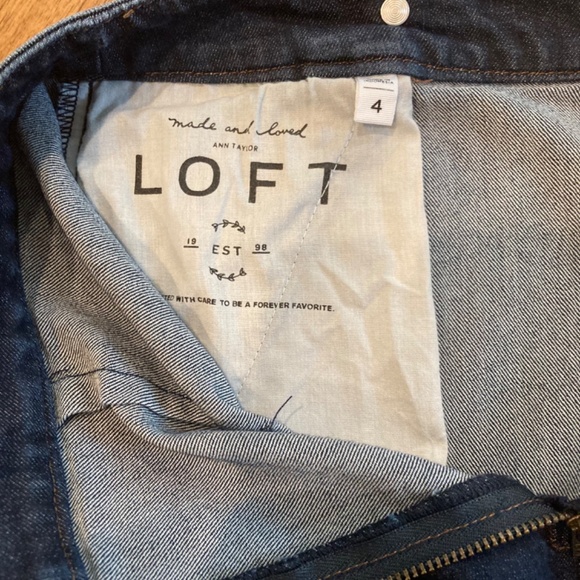 made and loved
ANN TAYLOR
LOFT
19 EST 98
WITH CARE TO BE A FOREVER FAVORITE.
4